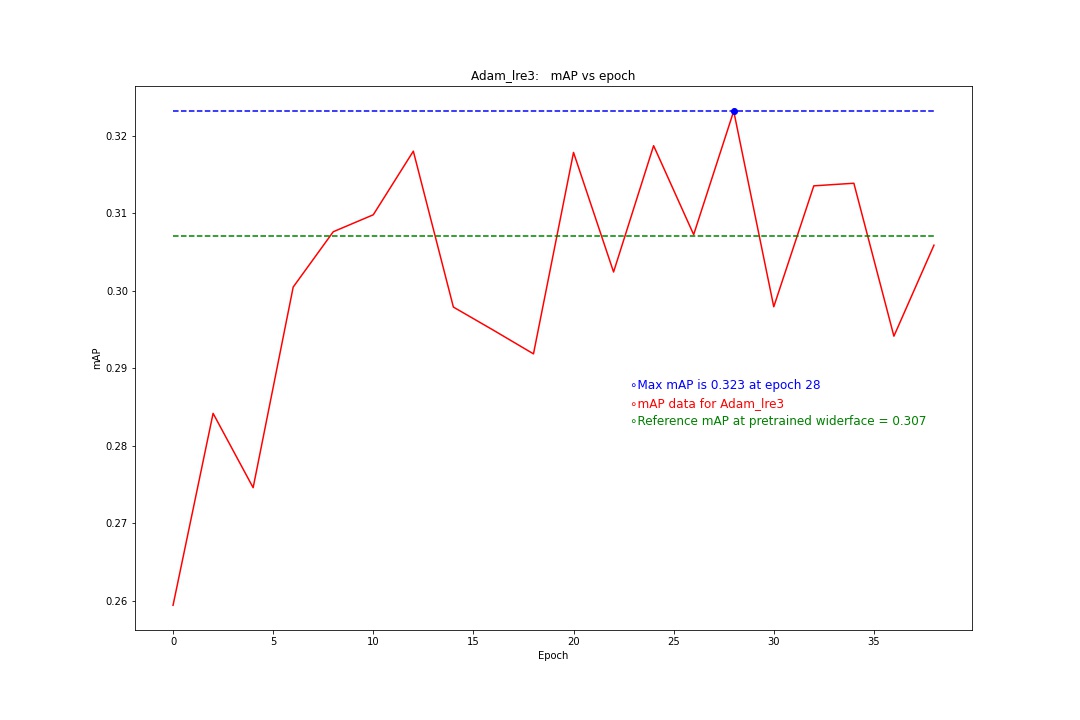 Adam_lre3:   mAP vs epoch
0.32
0.31
0.30
0.29
0.28
0.27
0.26
mAP
∘Max mAP is 0.323 at epoch 28
∘mAP data for Adam_lre3
∘Reference mAP at pretrained widerface = 0.307
0 5 10 15 20 25 30 35
Epoch